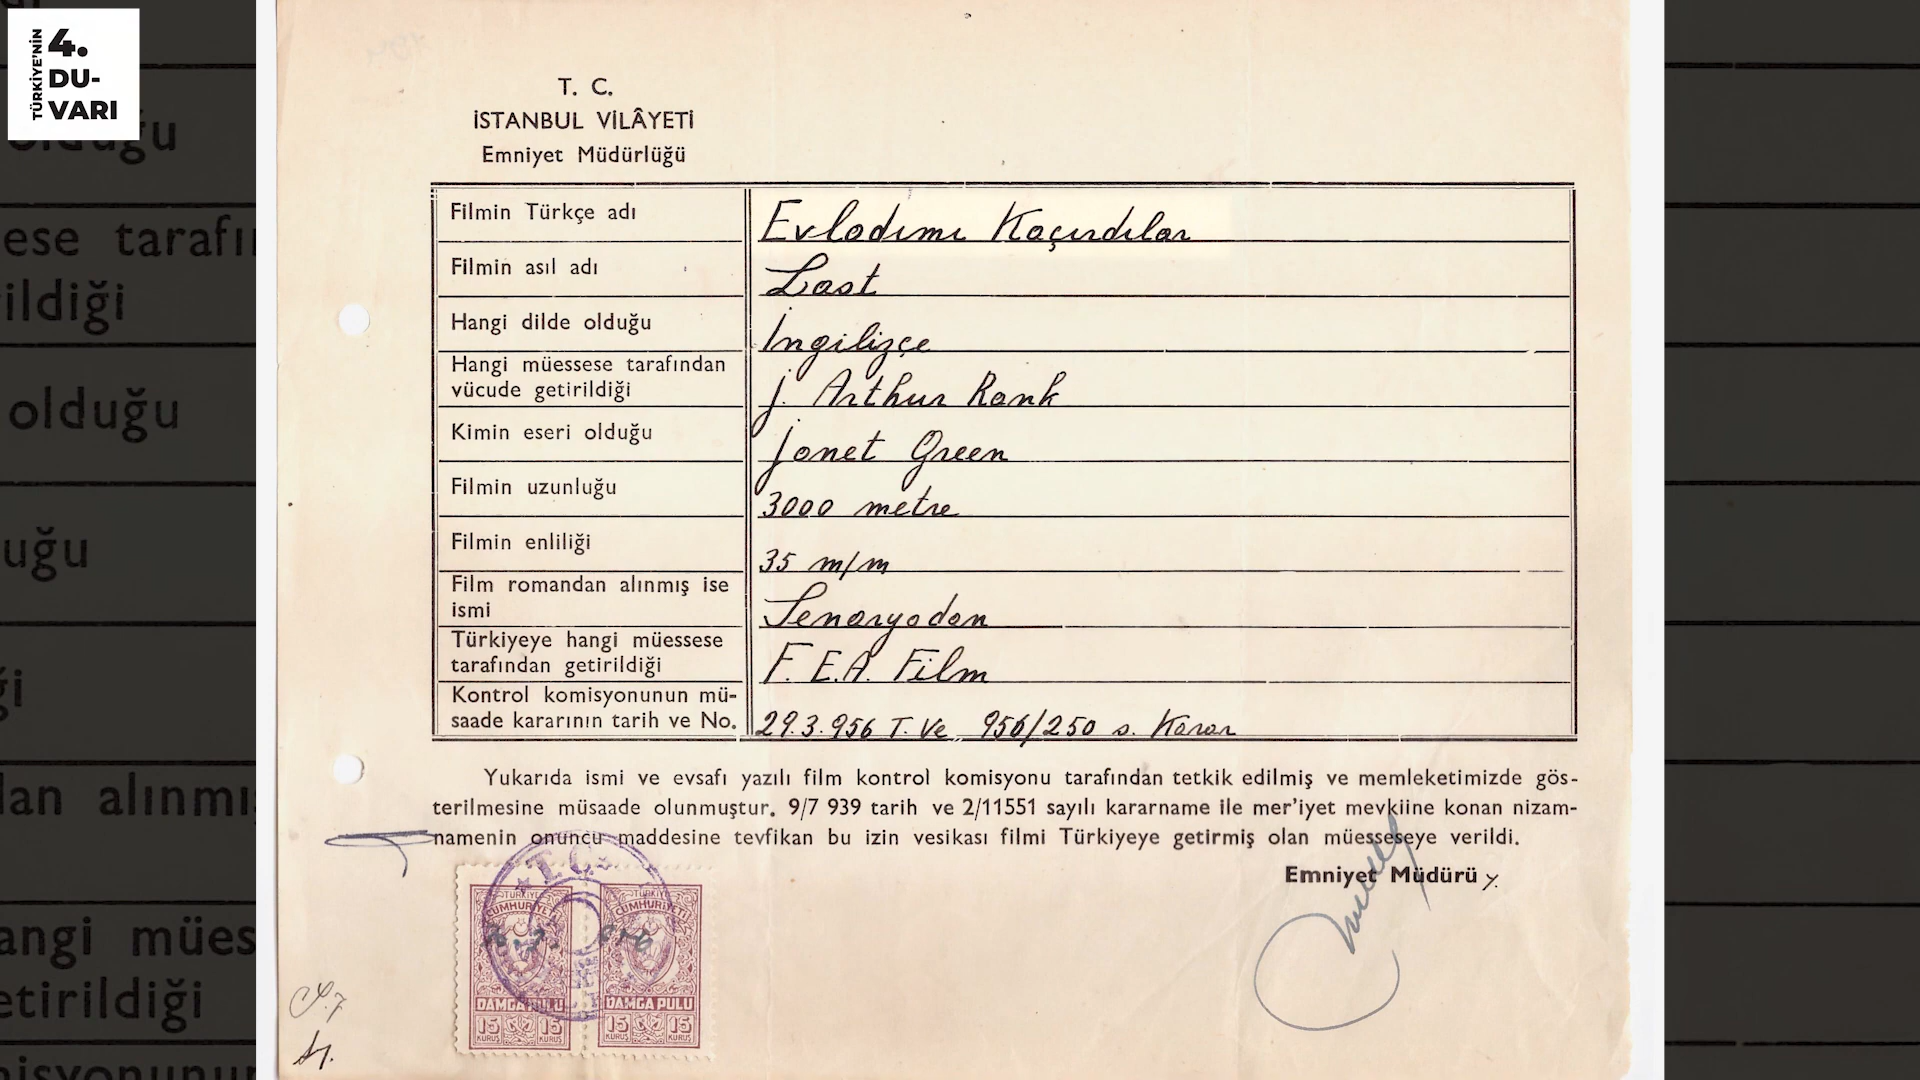 TÜRKİYE'NİN
4.
DU-
VARI
T. C.
İSTANBUL VİLÂYETİ
Emniyet Müdürlüğü
Filmin Türkçe adı
Evladımı Kaçırdılar
Filmin asıl adı
Lost
Hangi dilde olduğu
İngilizçe
Hangi müessese tarafından
vücude getirildiği
J. Arthur Rank
Kimin eseri olduğu
Janet Green
Filmin uzunluğu
3000 metre
Filmin enliliği
35 m/m
Film romandan alınmış ise
ismi
Senaryodan
Türkiyeye hangi müessese
tarafından getirildiği
F. E.A. Film
Kontrol komisyonunun mü-
saade kararının tarih ve No.
29.3.956 T. Ve 956/250 s. Karar
Yukarıda ismi ve evsafı yazılı film kontrol komisyonu tarafından tetkik edilmiş ve memleketimizde gös-
terilmesine müsaade olunmuştur. 9/7 939 tarih ve 2/11551 sayılı kararname ile mer'iyet mevkiine konan nizam-
namenin onuncu maddesine tevfikan bu izin vesikası filmi Türkiyeye getirmiş olan müesseseye verildi.
Emniyet Müdürü y.
T. C.
TÜRKİYE
CUMHURİYETİ
DAMGA PULU
15 15
KURUŞ KURUŞ
TÜRKİYE
CUMHURİYETİ
DAMGA PULU
15 15
KURUŞ KURUŞ
olduğu
ese tarafı
ildiği
olduğu
uğu
ği
lan alınmı
angi mües
etirildiği